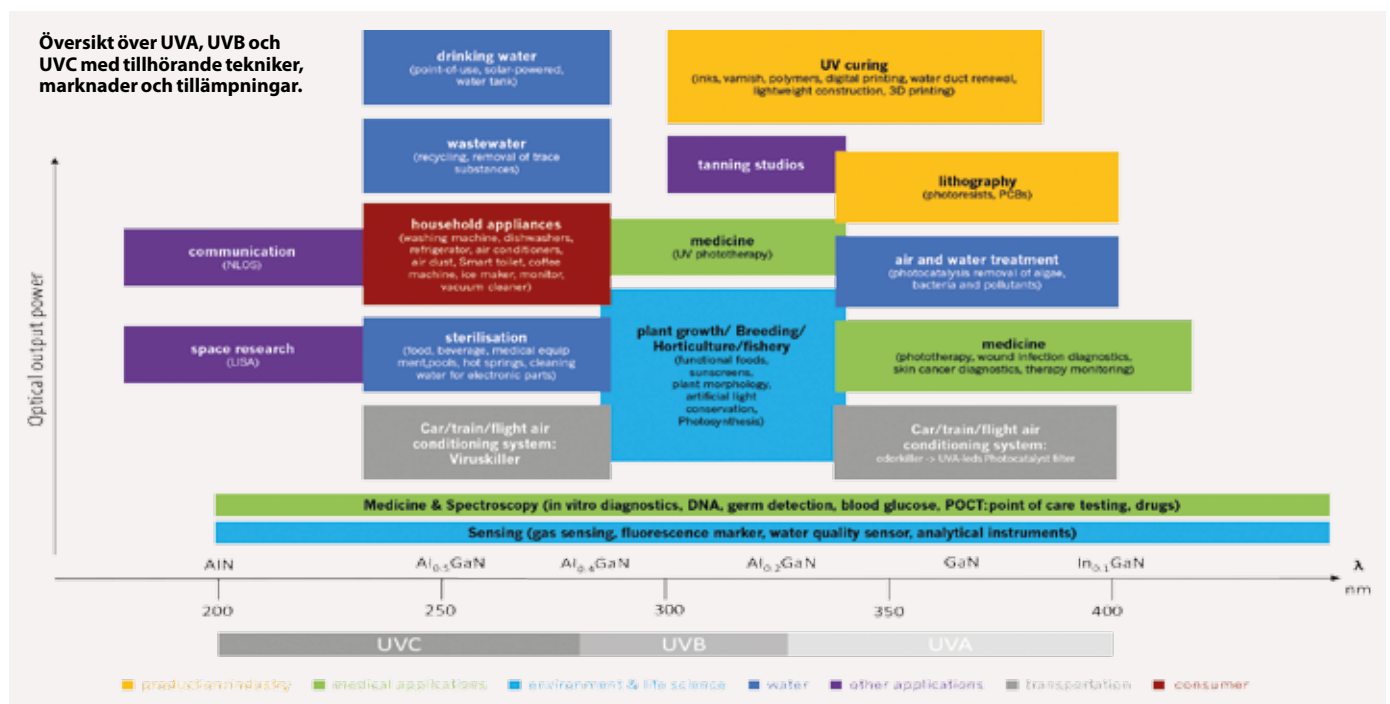 Översikt över UVA, UVB och
UVC med tillhörande tekniker,
marknader och tillämpningar.
drinking water
(point-of-use, solar-powered,
water tank)
UV curing
(inks, varnish, polymers, digital printing, water duct renewal,
lightweight construction, 3D printing)
wastewater
(recycling, removal of trace
substances)
tanning studios
lithography
(photoresists, PCBs)
household appliances
(washing machine, dishwashers,
refrigerator, air conditioners,
air dust, Smart toilet, coffee
machine, ice maker, monitor,
vacuum cleaner)
communication
(NLOS)
medicine
(UV phototherapy)
air and water treatment
(photocatalysis removal of algae,
bacteria and pollutants)
space research
(LISA)
sterilisation
(food, beverage, medical equip
ment,pools, hot springs, cleaning
water for electronic parts)
plant growth/ Breeding/
Horticulture/fishery
(functional foods,
sunscreens,
plant morphology,
artificial light
conservation,
Photosynthesis)
medicine
(phototherapy, wound infection diagnostics,
skin cancer diagnostics, therapy monitoring)
Car/train/flight air
conditioning system:
Viruskiller
Car/train/flight air
conditioning system:
oderkiller -> UVA-leds Photocatalyst filter
Optical output power
Medicine & Spectroscopy (in vitro diagnostics, DNA, germ detection, blood glucose, POCT:point of care testing, drugs)
Sensing (gas sensing, fluorescence marker, water quality sensor, analytical instruments)
AlN Al0.5GaN Al0.4GaN Al0.2GaN GaN In0.1GaN λ
nm
200 250 300 350 400
UVC UVB UVA
production industry medical applications environment & life science water other applications transportation consumer